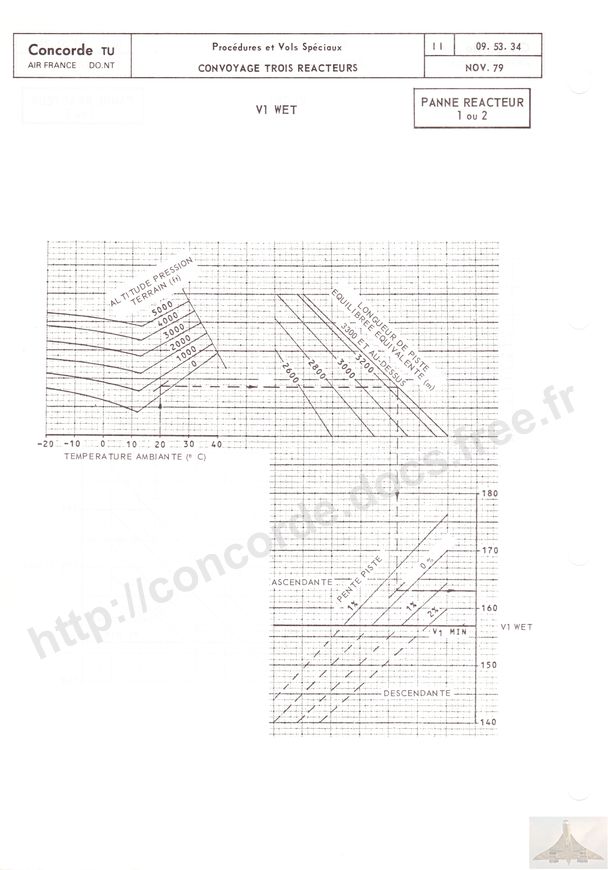 Concorde TU
AIR FRANCE DO.NT
Procédures et Vols Spéciaux
CONVOYAGE TROIS REACTEURS
11
09. 53. 34
NOV. 79
V1 WET
PANNE REACTEUR
1 ou 2
ALTITUDE PRESSION
TERRAIN (ft)
5000
4000
3000
2000
1000
0
LONGUEUR DE PISTE
EQUILIBREE EQUIVALENTE (m)
3300 ET AU-DESSUS
3200
3000
2800
2600
-20 -10 0 10 20 30 40
TEMPERATURE AMBIANTE (° C)
180
170
160
150
140
V1 WET
ASCENDANTE
PENTE PISTE
1%
0%
1%
2%
V1 MIN
DESCENDANTE
http://concorde.docs.free.fr